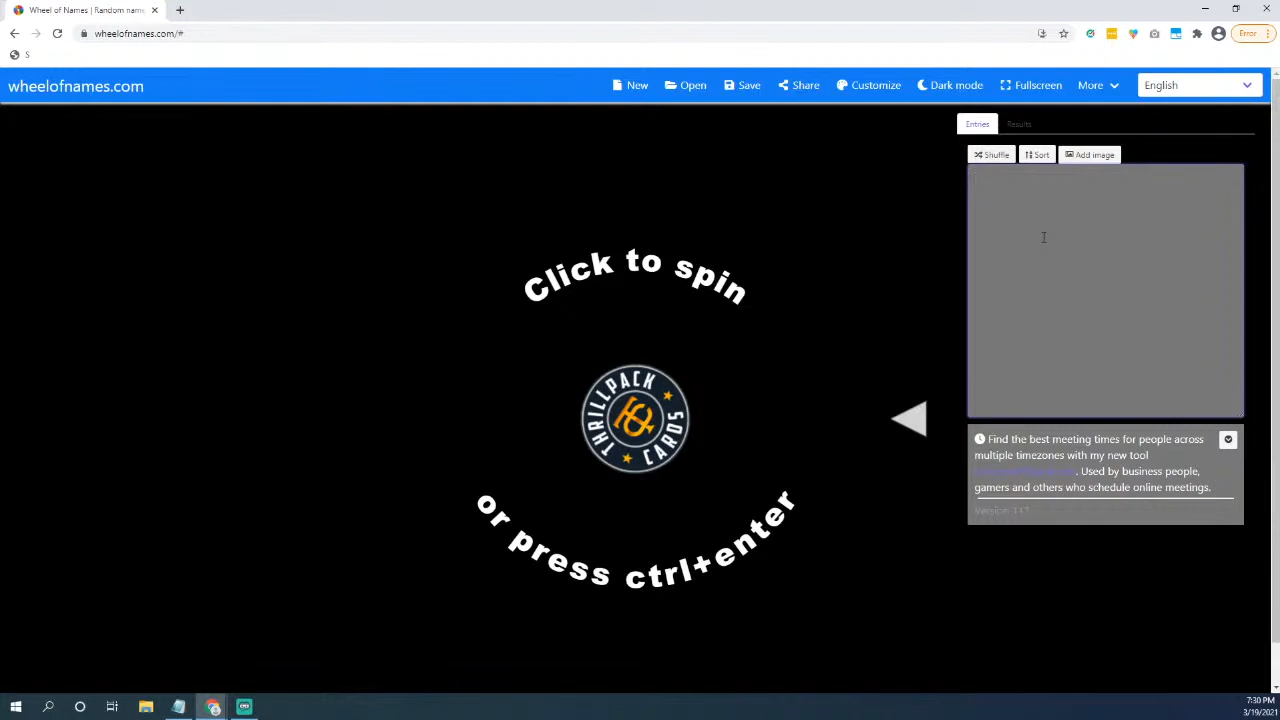 Wheel of Names | Random name
wheelofnames.com/#
Error
S
wheelofnames.com
New
Open
Save
Share
Customize
Dark mode
Fullscreen
More
English
Entries
Results
Shuffle
Sort
Add image
Click to spin
THRILLPACK
CARDS
or press ctrl+enter
Find the best meeting times for people across
multiple timezones with my new tool
. Used by business people,
gamers and others who schedule online meetings.
7:30 PM
3/19/2021